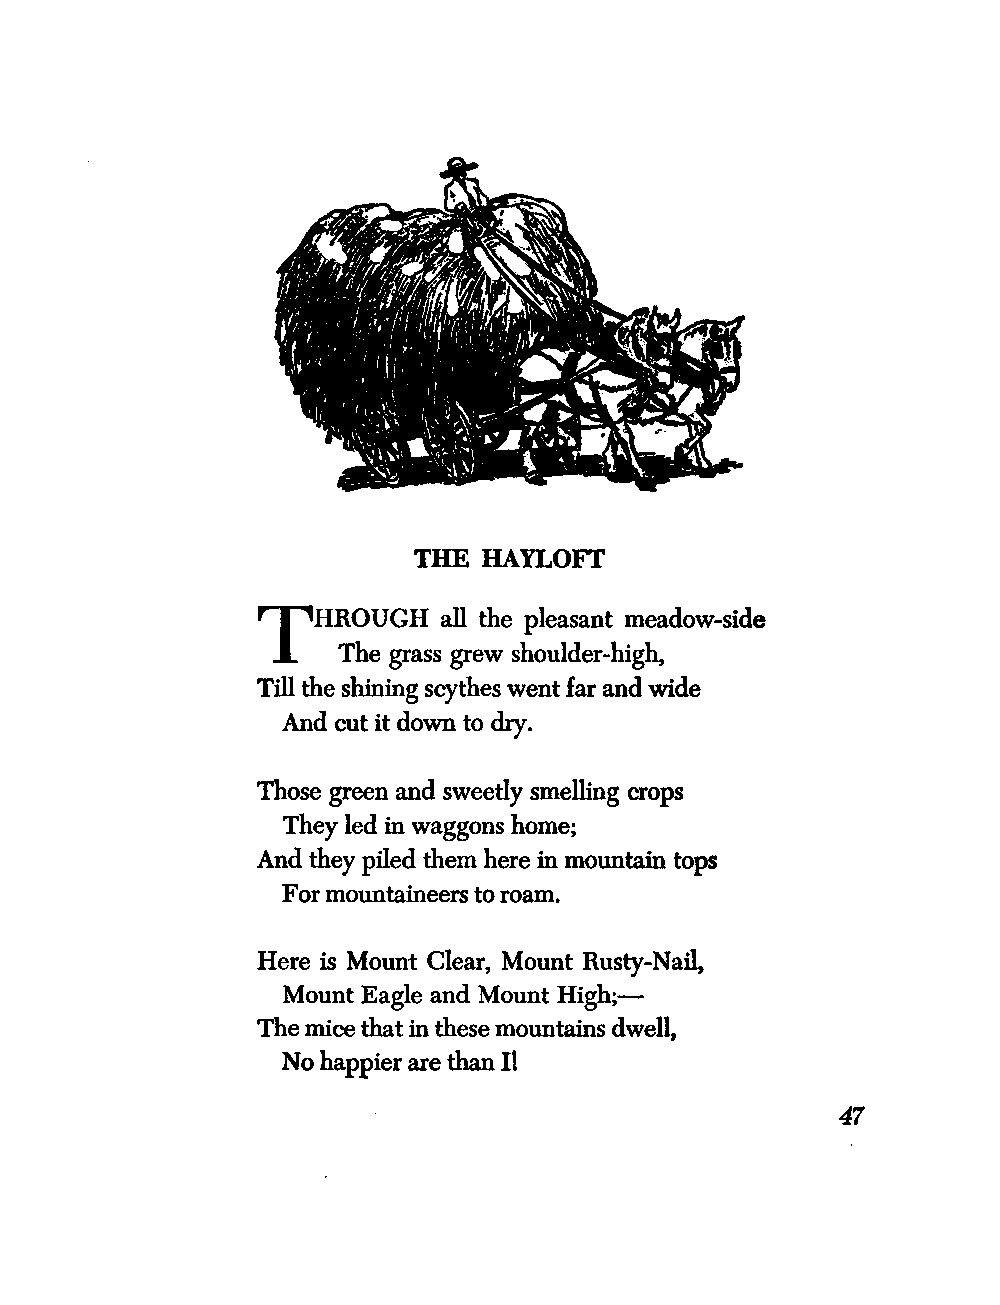 THE HAYLOFT
THROUGH all the pleasant meadow-side
The grass grew shoulder-high,
Till the shining scythes went far and wide
And cut it down to dry.
Those green and sweetly smelling crops
They led in waggons home;
And they piled them here in mountain tops
For mountaineers to roam.
Here is Mount Clear, Mount Rusty-Nail,
Mount Eagle and Mount High;—
The mice that in these mountains dwell,
No happier are than I!
47